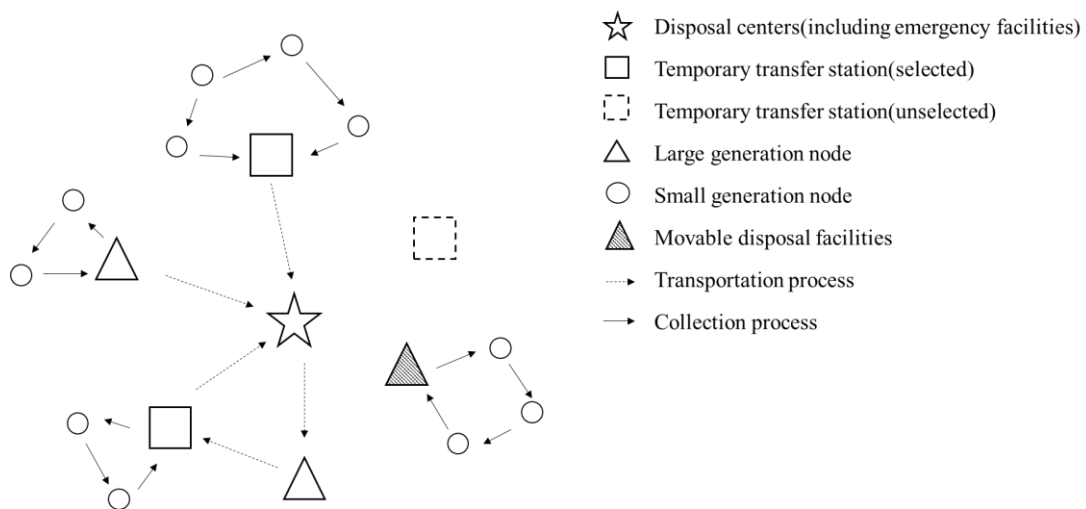 Disposal centers(including emergency facilities)
Temporary transfer station(selected)
Temporary transfer station(unselected)
Large generation node
Small generation node
Movable disposal facilities
Transportation process
Collection process